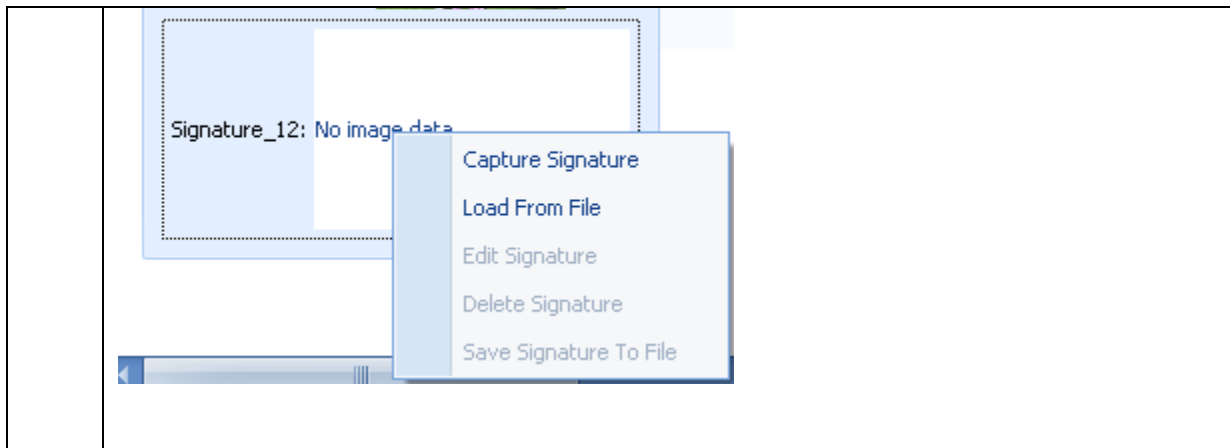 Signature_12: No image data
Capture Signature
Load From File
Edit Signature
Delete Signature
Save Signature To File